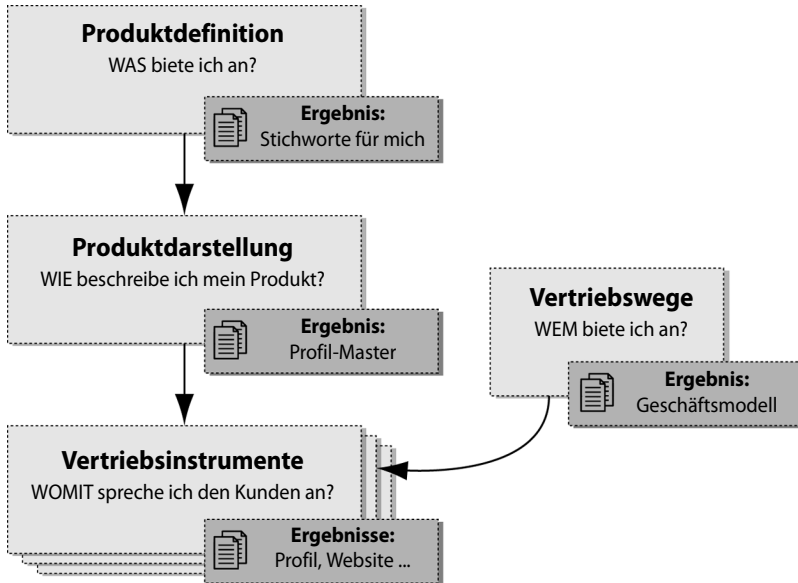 Produktdefinition
WAS biete ich an?
Ergebnis:
Stichworte für mich
Produktdarstellung
WIE beschreibe ich mein Produkt?
Ergebnis:
Profil-Master
Vertriebswege
WEM biete ich an?
Ergebnis:
Geschäftsmodell
Vertriebsinstrumente
WOMIT spreche ich den Kunden an?
Ergebnisse:
Profil, Website ...